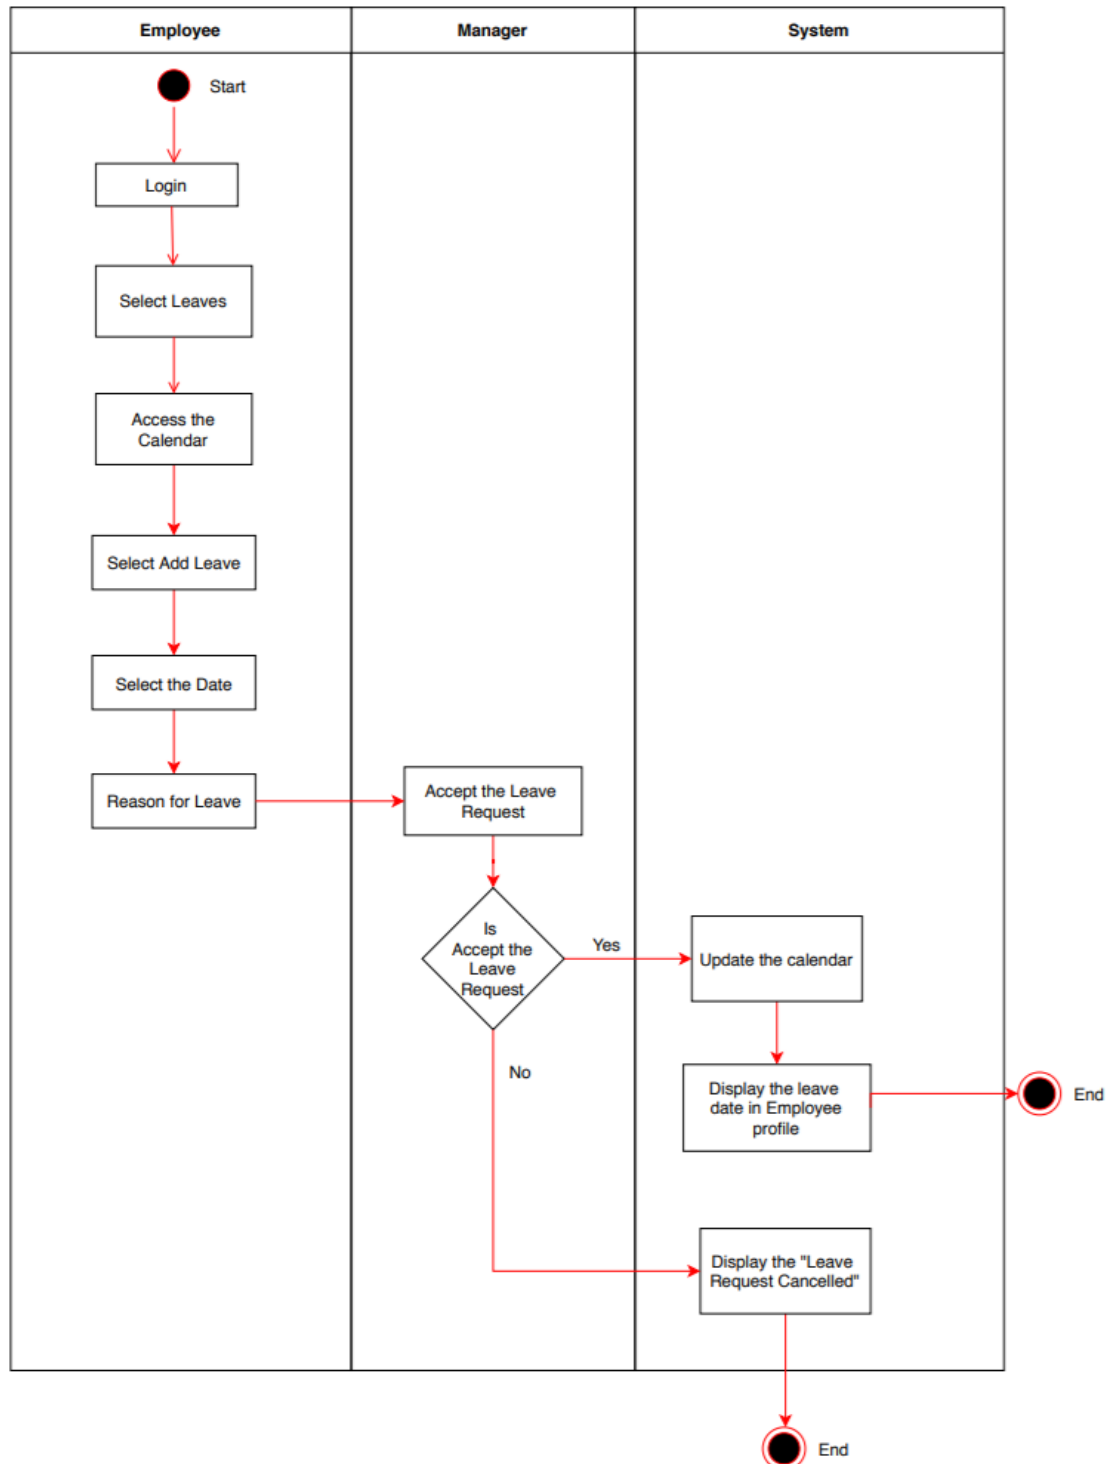 Employee
Manager
System
Start
Login
Select Leaves
Access the
Calendar
Select Add Leave
Select the Date
Reason for Leave
Accept the Leave
Request
Is
Accept the
Leave
Request
Yes
Update the calendar
No
Display the leave
date in Employee
profile
End
Display the "Leave
Request Cancelled"
End